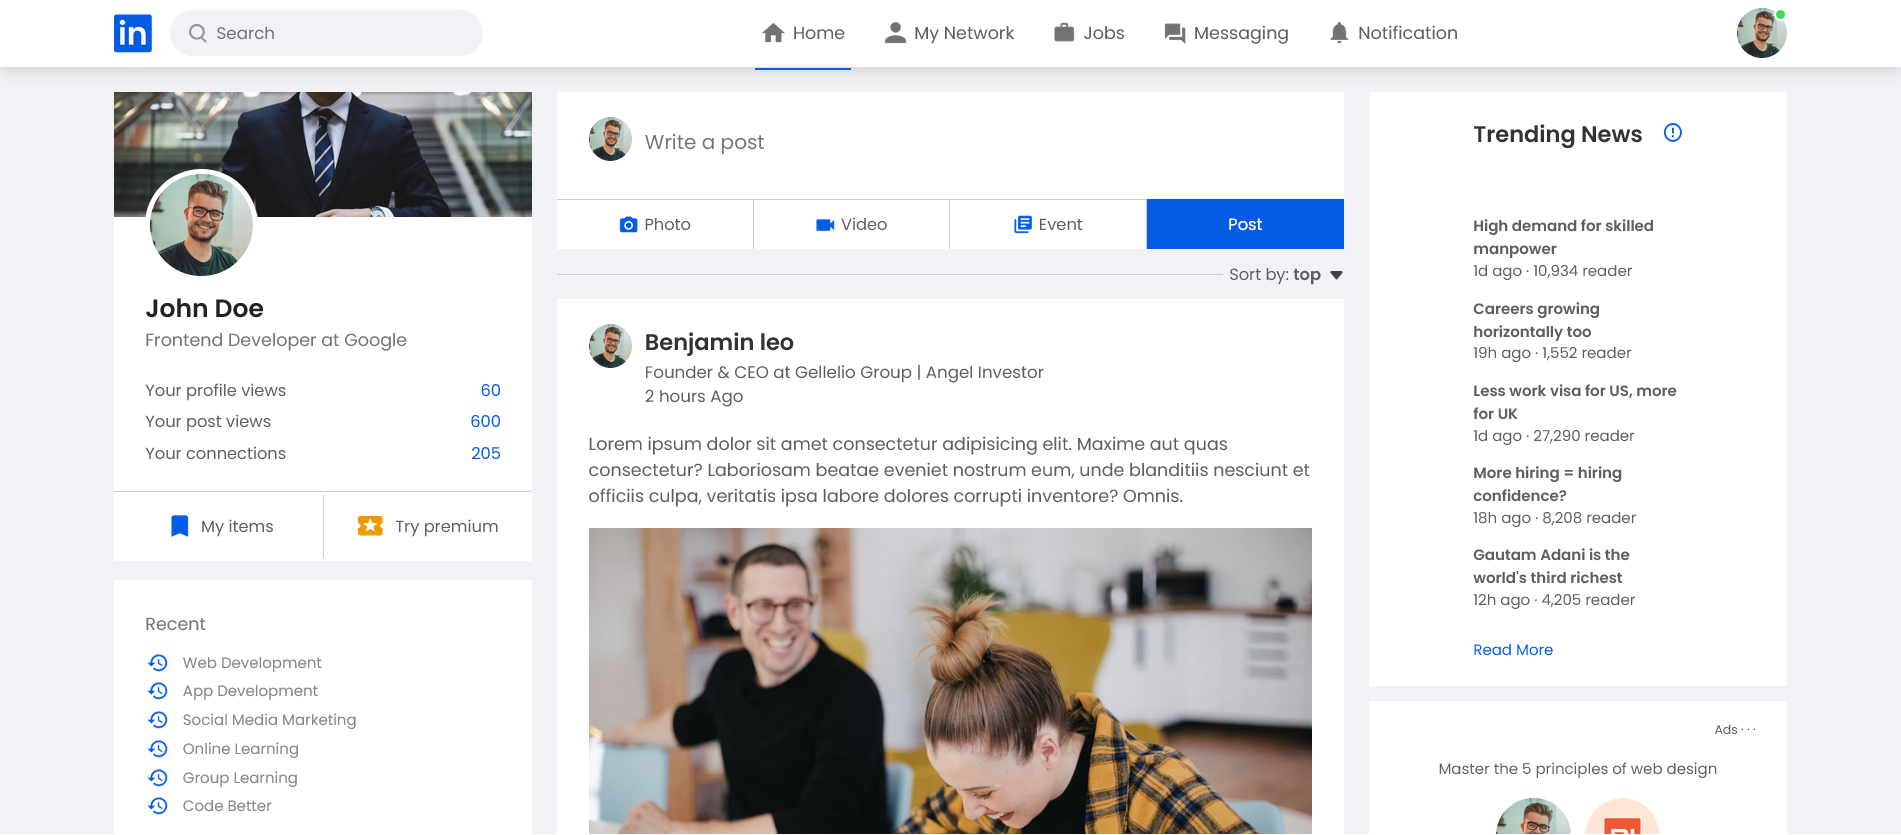 in
Search
Home
My Network
Jobs
Messaging
Notification
John Doe
Frontend Developer at Google
Your profile views 60
Your post views 600
Your connections 205
My items
Try premium
Recent
Web Development
App Development
Social Media Marketing
Online Learning
Group Learning
Code Better
Write a post
Photo
Video
Event
Post
Sort by: top
Benjamin leo
Founder & CEO at Gellelio Group | Angel Investor
2 hours Ago
Lorem ipsum dolor sit amet consectetur adipisicing elit. Maxime aut quas
consectetur? Laboriosam beatae eveniet nostrum eum, unde blanditiis nesciunt et
officiis culpa, veritatis ipsa labore dolores corrupti inventore? Omnis.
Trending News
High demand for skilled
manpower
1d ago · 10,934 reader
Careers growing
horizontally too
19h ago · 1,552 reader
Less work visa for US, more
for UK
1d ago · 27,290 reader
More hiring = hiring
confidence?
18h ago · 8,208 reader
Gautam Adani is the
world's third richest
12h ago · 4,205 reader
Read More
Ads · · ·
Master the 5 principles of web design